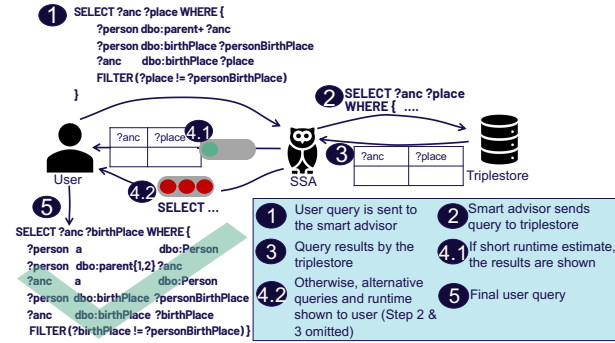 1 SELECT ?anc ?place WHERE {
?person dbo:parent+ ?anc
?person dbo:birthPlace ?personBirthPlace
?anc dbo:birthPlace ?place
FILTER (?place != ?personBirthPlace)
}
2 SELECT ?anc ?place
WHERE { ....
?anc ?place 4.1
3 ?anc ?place
User
SSA
Triplestore
4.2
SELECT ...
5
SELECT ?anc ?birthPlace WHERE {
?person a dbo:Person
?person dbo:parent{1,2} ?anc
?anc a dbo:Person
?person dbo:birthPlace ?personBirthPlace
?anc dbo:birthPlace ?birthPlace
FILTER (?birthPlace != ?personBirthPlace) }
1 User query is sent to
the smart advisor
2 Smart advisor sends
query to triplestore
3 Query results by the
triplestore
4.1 If short runtime estimate,
the results are shown
4.2 Otherwise, alternative
queries and runtime
shown to user (Step 2 &
3 omitted)
5 Final user query